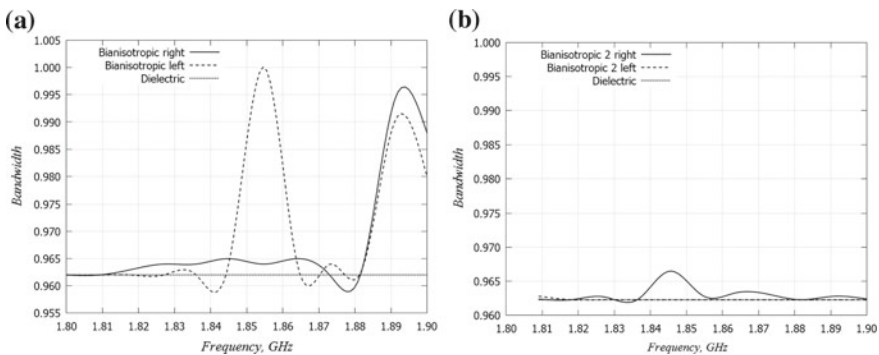 (a)
Bianisotropic right
Bianisotropic left
Dielectric
1.005
1.000
0.995
0.990
0.985
0.980
0.975
0.970
0.965
0.960
0.955
Bandwidth
1.80 1.81 1.82 1.83 1.84 1.85 1.86 1.87 1.88 1.89 1.90
Frequency, GHz
(b)
Bianisotropic 2 right
Bianisotropic 2 left
Dielectric
1.000
0.995
0.990
0.985
0.980
0.975
0.970
0.965
0.960
Bandwidth
1.80 1.81 1.82 1.83 1.84 1.85 1.86 1.87 1.88 1.89 1.90
Frequency, GHz